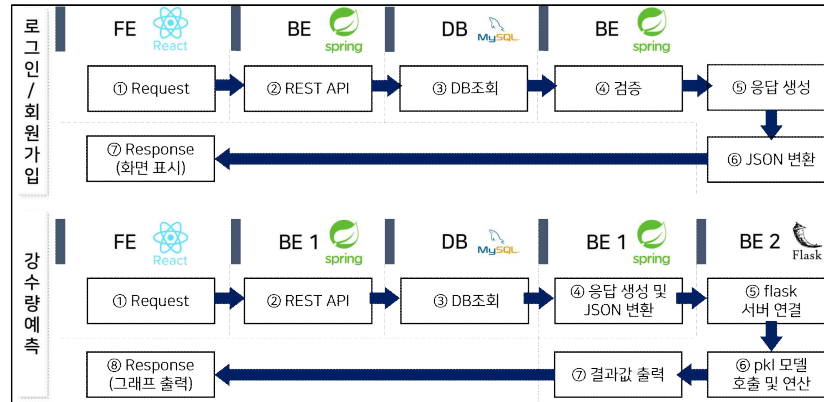 로그인/회원가입
FE React
BE spring
DB MySQL
BE spring
① Request
② REST API
③ DB조회
④ 검증
⑤ 응답 생성
⑦ Response
(화면 표시)
⑥ JSON 변환
강수량예측
FE React
BE 1 spring
DB MySQL
BE 1 spring
BE 2 Flask
① Request
② REST API
③ DB조회
④ 응답 생성 및
JSON 변환
⑤ flask
서버 연결
⑧ Response
(그래프 출력)
⑦ 결과값 출력
⑥ pkl 모델
호출 및 연산